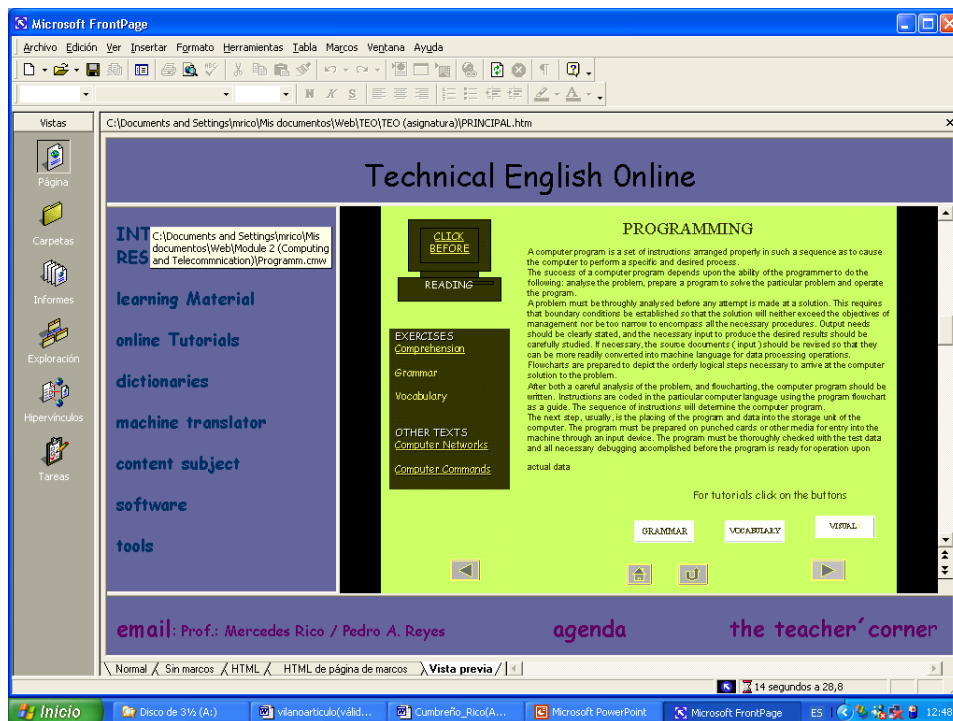 Microsoft FrontPage
Archivo Edición Ver Insertar Formato Herramientas Tabla Marcos Ventana Ayuda
N K S
Vistas
C:\Documents and Settings\mrico\Mis documentos\Web\TEO\TEO (asignatura)\PRINCIPAL.htm
Página
Carpetas
Informes
Exploración
Hipervínculos
Tareas
Technical English Online
INT
RES
C:\Documents and Settings\mrico\Mis
documentos\Web\Module 2 (Computing
and Telecommnication)\Programm.cmw
learning Material
online Tutorials
dictionaries
machine translator
content subject
software
tools
CLICK
BEFORE
READING
EXERCISES
Comprehension
Grammar
Vocabulary
OTHER TEXTS
Computer Networks
Computer Commands
PROGRAMMING
A computer program is a set of instructions arranged properly in such a sequence as to cause
the computer to perform a specific and desired process.
The success of a computer program depends upon the ability of the programmer to do the
following: analyse the problem, prepare a program to solve the particular problem and operate
the program.
A problem must be throughly analysed before any attempt is made at a solution. This requires
that boundary conditions be established so that the solution will neither exceed the objectives of
management nor be too narrow to encompass all the necessary procedures. Output needs
should be clearly stated, and the necessary input to produce the desired results should be
carefully studied. If necessary, the source documents ( input ) should be revised so that they
can be more readily converted into machine language for data processing operations.
Flowcharts are prepared to depict the orderly logical steps necessary to arrive at the computer
solution to the problem.
After both a careful analysis of the problem, and flowcharting, the computer program should be
written. Instructions are coded in the particular computer language using the program flowchart
as a guide. The sequence of instructions will determine the computer program.
The next step, usually, is the placing of the program and data into the storage unit of the
computer. The program must be prepared on punched cards or other media for entry into the
machine through an input device. The program must be thoroughly checked with the test data
and all necessary debugging accomplished before the program is ready for operation upon
actual data
For tutorials click on the buttons
GRAMMAR VOCABULARY VISUAL
email: Prof.: Mercedes Rico / Pedro A. Reyes
agenda
the teacher´corner
Normal Sin marcos HTML HTML de página de marcos Vista previa
14 segundos a 28,8
Inicio
Disco de 3½ (A:)
vilanoarticulo(válid...
Cumbreño_Rico(A...
Microsoft PowerPoint
Microsoft FrontPage
ES
12:48